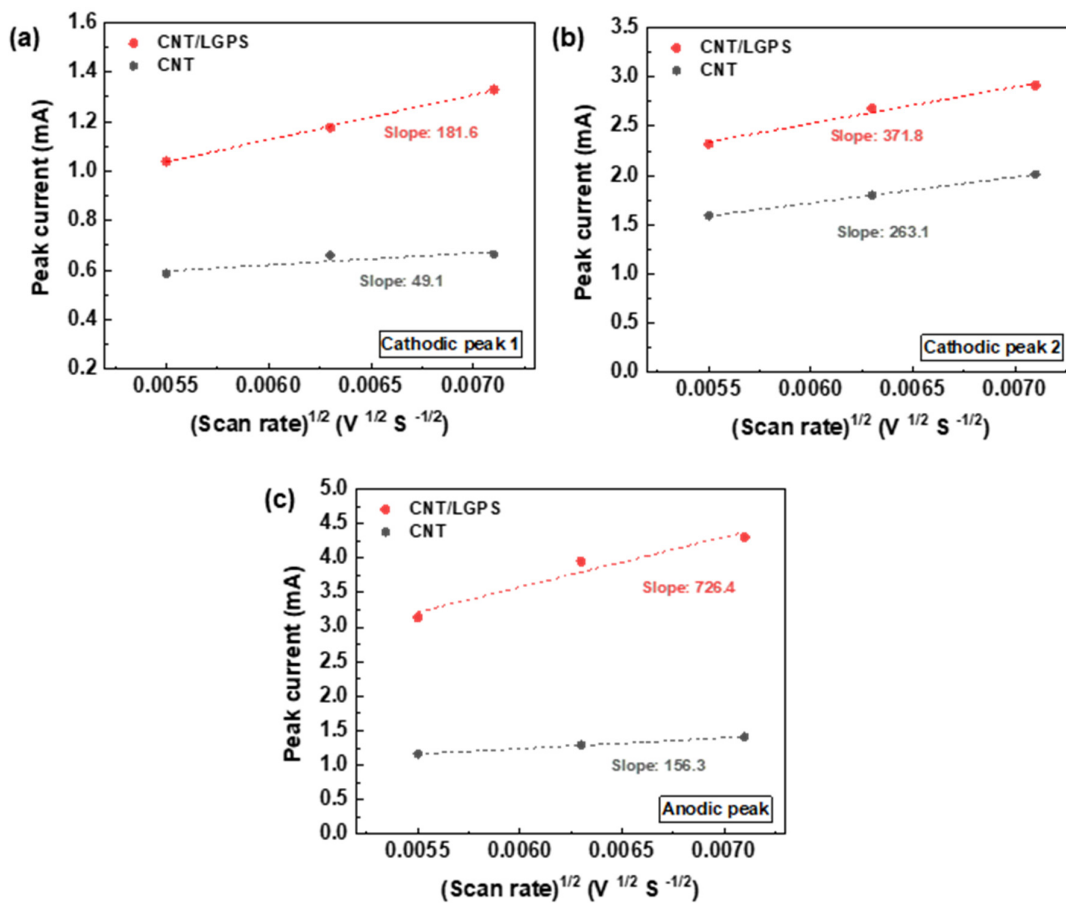 (a)
CNT/LGPS
CNT
1.6
1.4
1.2
1.0
0.8
0.6
0.4
0.2
Peak current (mA)
Slope: 181.6
Slope: 49.1
Cathodic peak 1
0.0055 0.0060 0.0065 0.0070
(Scan rate)^1/2 (V ^1/2 S ^-1/2)
(b)
CNT/LGPS
CNT
3.5
3.0
2.5
2.0
1.5
1.0
0.5
0.0
Peak current (mA)
Slope: 371.8
Slope: 263.1
Cathodic peak 2
0.0055 0.0060 0.0065 0.0070
(Scan rate)^1/2 (V ^1/2 S ^-1/2)
(c)
CNT/LGPS
CNT
5.0
4.5
4.0
3.5
3.0
2.5
2.0
1.5
1.0
0.5
0.0
Peak current (mA)
Slope: 726.4
Slope: 156.3
Anodic peak
0.0055 0.0060 0.0065 0.0070
(Scan rate)^1/2 (V ^1/2 S ^-1/2)